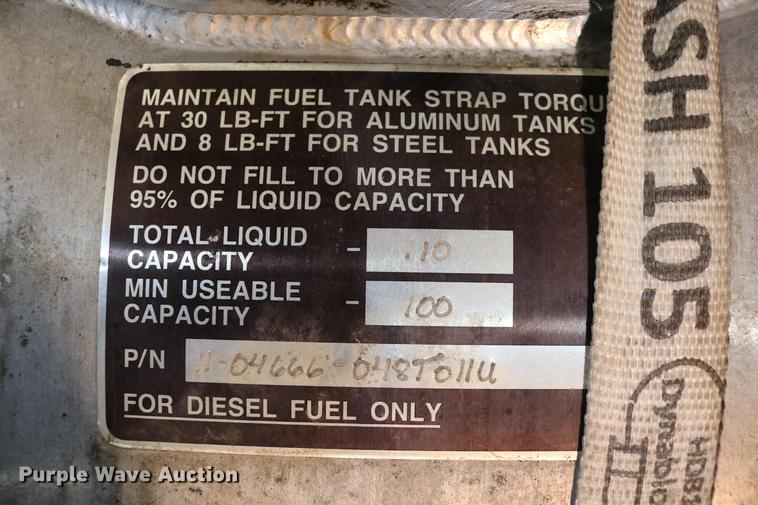 MAINTAIN FUEL TANK STRAP TORQU
AT 30 LB-FT FOR ALUMINUM TANKS
AND 8 LB-FT FOR STEEL TANKS
DO NOT FILL TO MORE THAN
95% OF LIQUID CAPACITY
TOTAL LIQUID
CAPACITY - 110
MIN USEABLE
CAPACITY - 100
P/N 11-04666-048T011U
FOR DIESEL FUEL ONLY
ASH 105
Purple Wave Auction